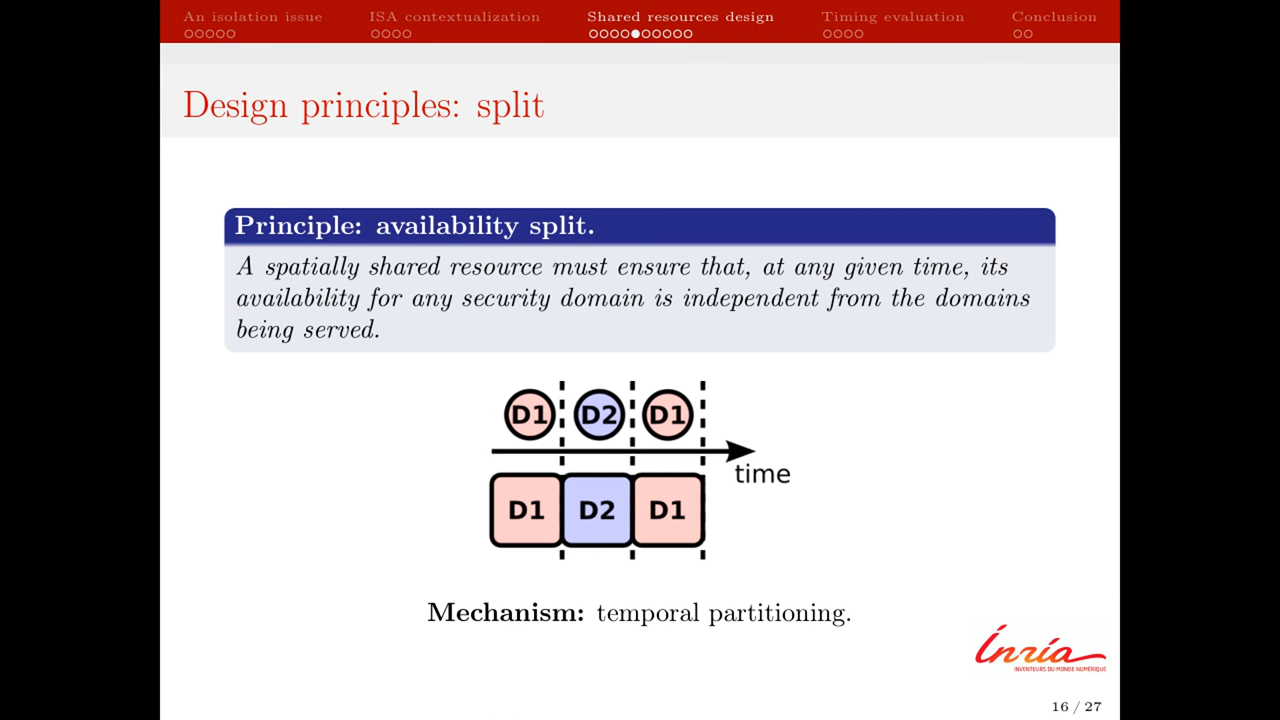 An isolation issue ISA contextualization Shared resources design Timing evaluation Conclusion
Design principles: split
Principle: availability split.
A spatially shared resource must ensure that, at any given time, its
availability for any security domain is independent from the domains
being served.
D1 D2 D1
time
D1 D2 D1
Mechanism: temporal partitioning.
Inría
INVENTEURS DU MONDE NUMÉRIQUE
16 / 27